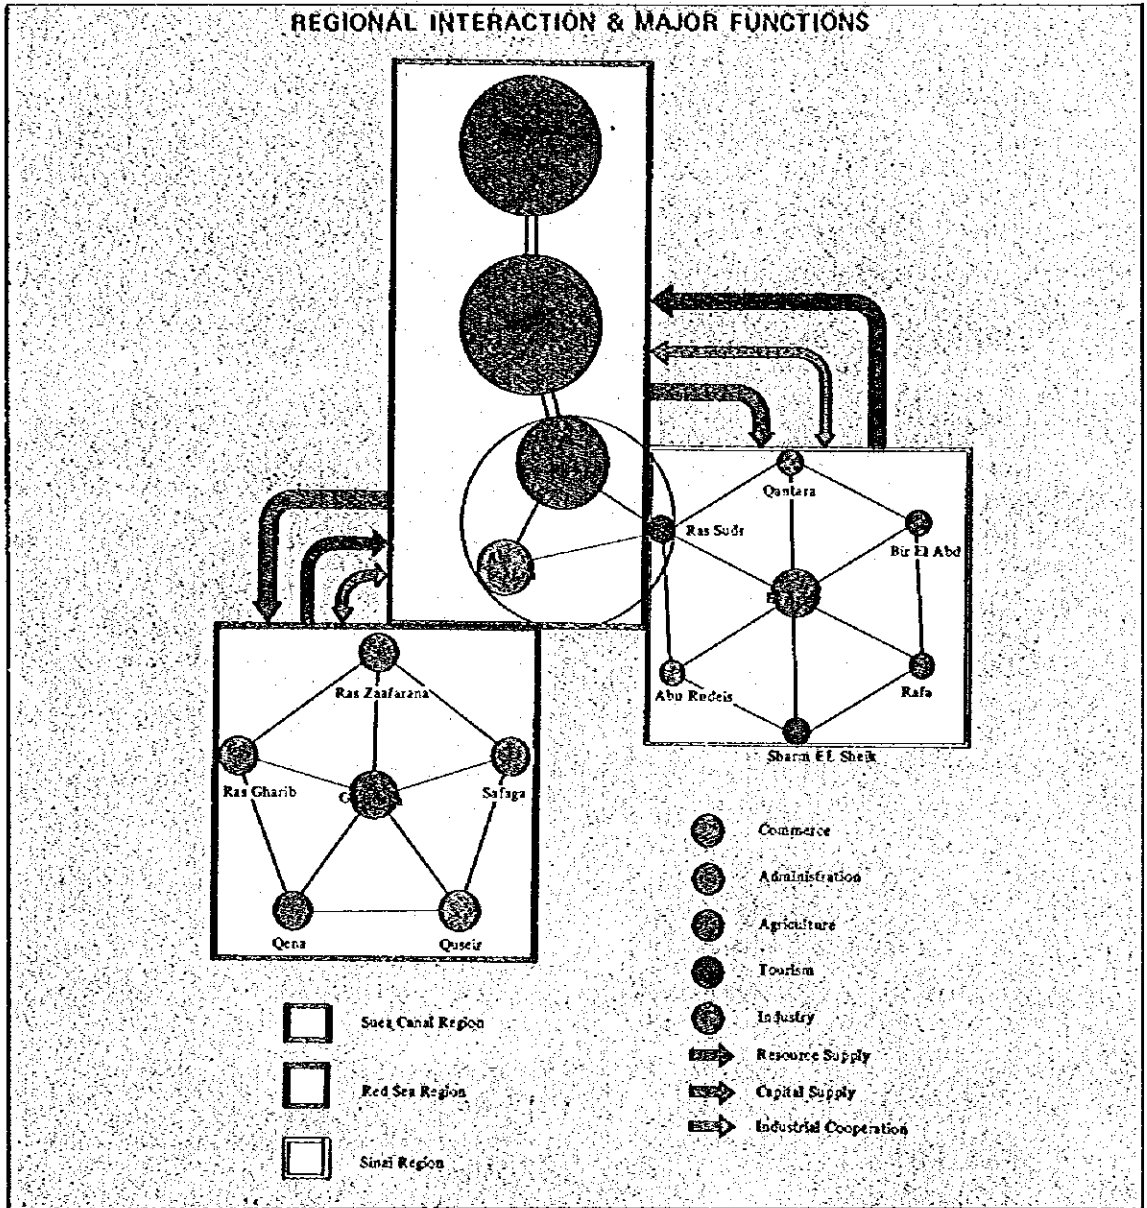 REGIONAL INTERACTION & MAJOR FUNCTIONS
Qantara
Ras Sudr
Bir El Abd
Abu Rudeis
Rafa
Sharm EL Sheik
Ras Zaafarana
Ras Gharib
Safaga
Qena
Quseir
Commerce
Administration
Agriculture
Tourism
Industry
Resource Supply
Capital Supply
Industrial Cooperation
Suez Canal Region
Red Sea Region
Sinai Region